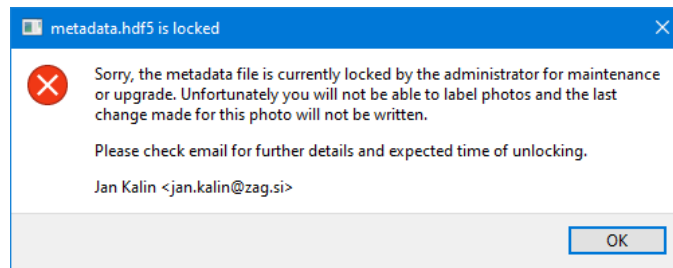 metadata.hdf5 is locked
Sorry, the metadata file is currently locked by the administrator for maintenance
or upgrade. Unfortunately you will not be able to label photos and the last
change made for this photo will not be written.
Please check email for further details and expected time of unlocking.
Jan Kalin <jan.kalin@zag.si>
OK